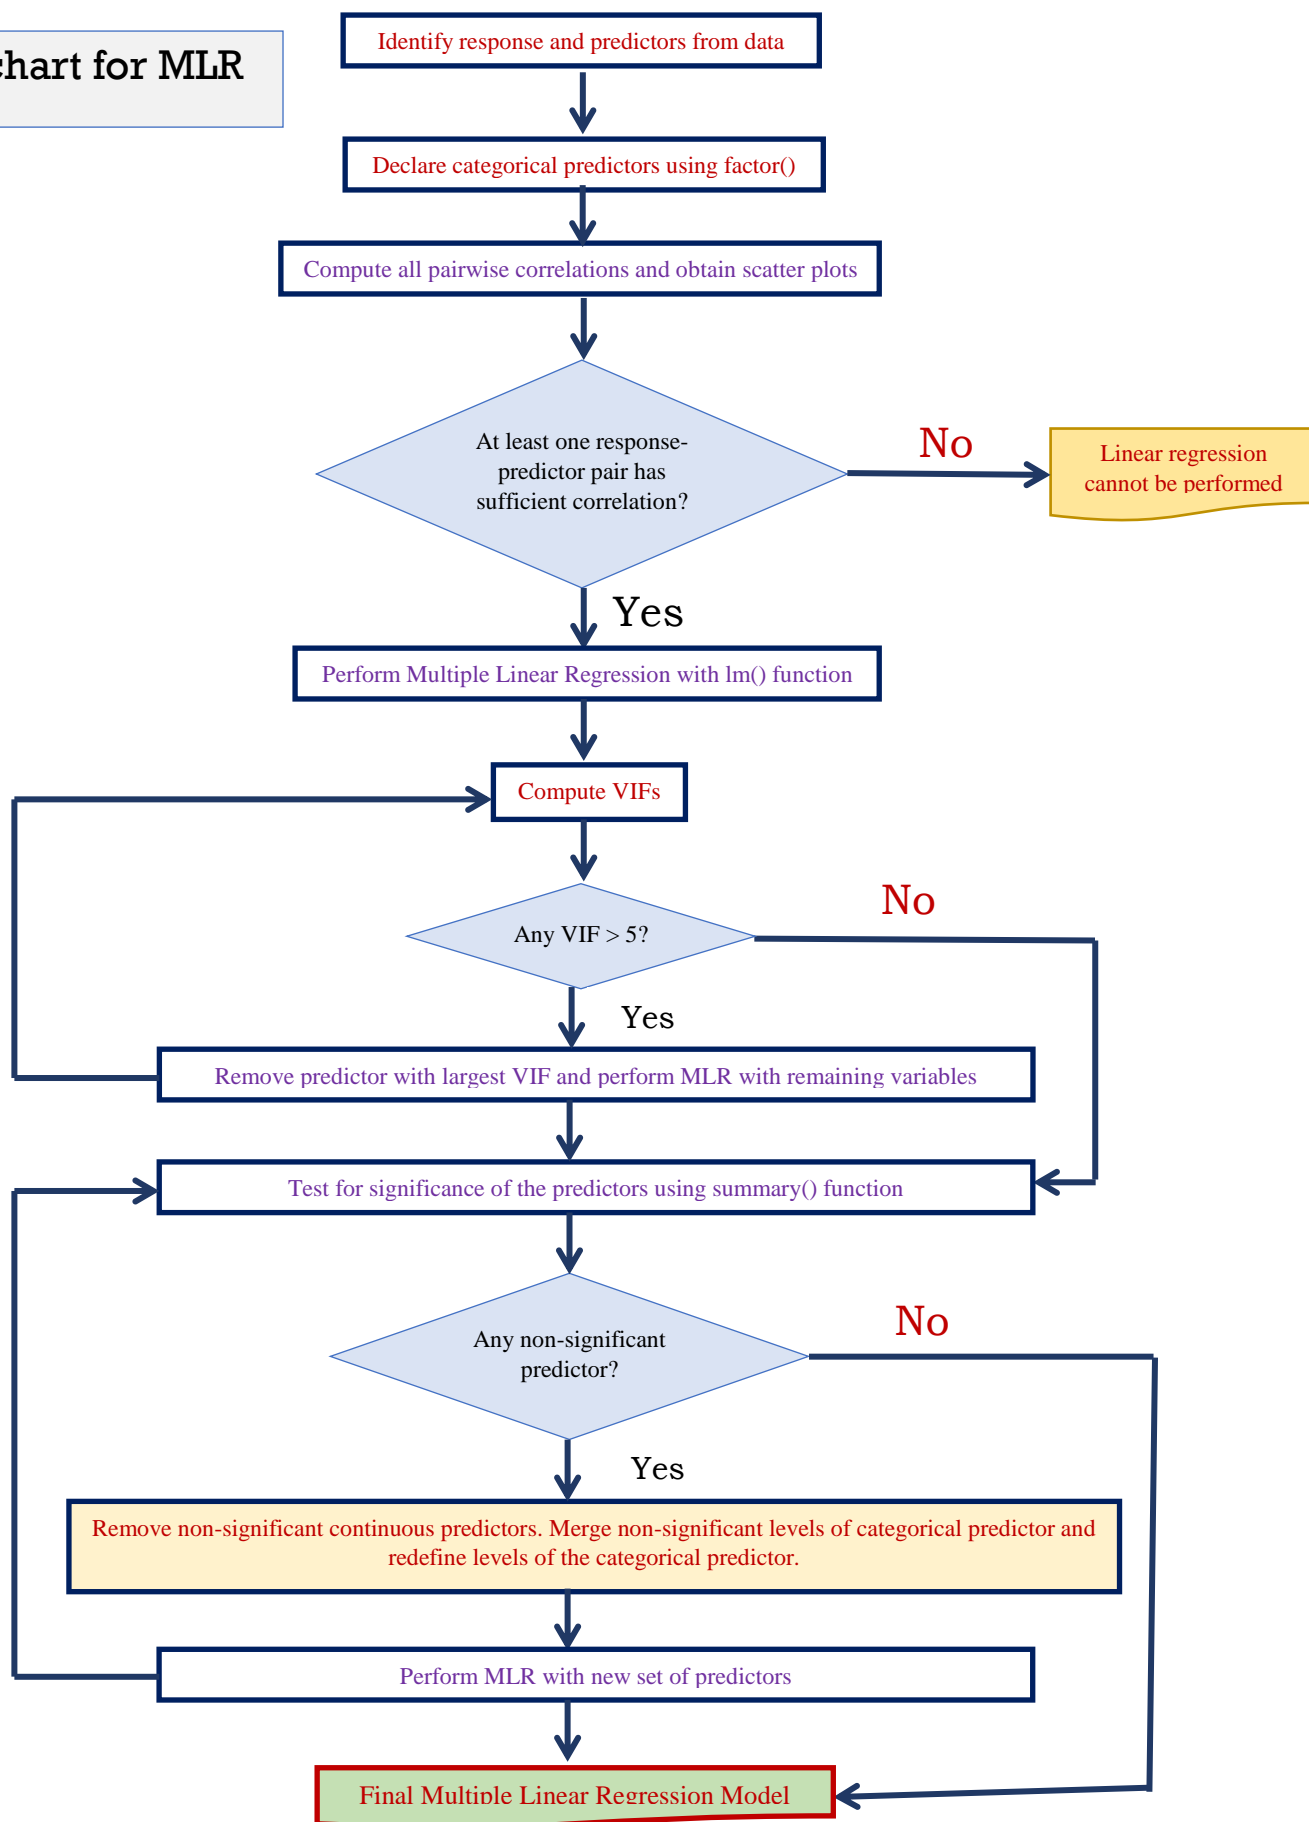 chart for MLR
Identify response and predictors from data
Declare categorical predictors using factor()
Compute all pairwise correlations and obtain scatter plots
At least one response-
predictor pair has
sufficient correlation?
No
Linear regression
cannot be performed
Yes
Perform Multiple Linear Regression with lm() function
Compute VIFs
Any VIF > 5?
No
Yes
Remove predictor with largest VIF and perform MLR with remaining variables
Test for significance of the predictors using summary() function
Any non-significant
predictor?
No
Yes
Remove non-significant continuous predictors. Merge non-significant levels of categorical predictor and
redefine levels of the categorical predictor.
Perform MLR with new set of predictors
Final Multiple Linear Regression Model